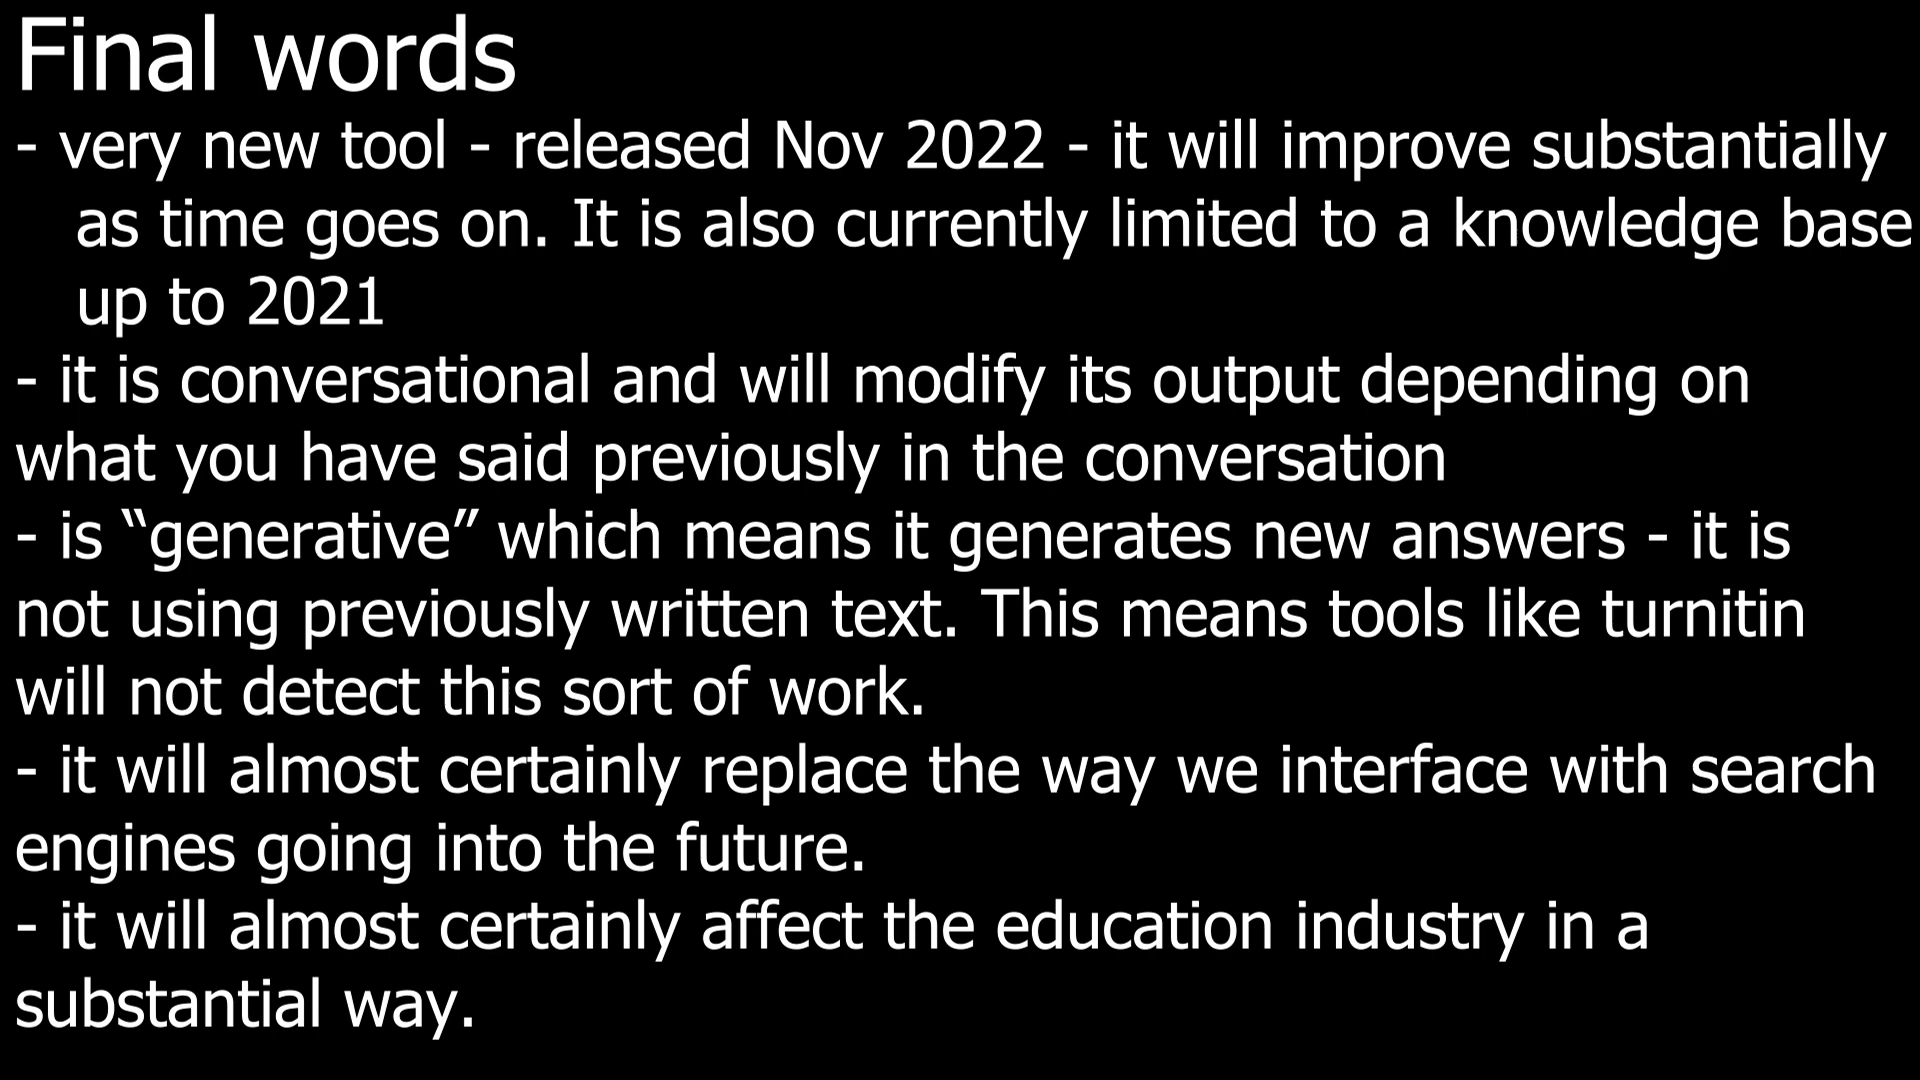 Final words
- very new tool - released Nov 2022 - it will improve substantially
as time goes on. It is also currently limited to a knowledge base
up to 2021
- it is conversational and will modify its output depending on
what you have said previously in the conversation
- is “generative” which means it generates new answers - it is
not using previously written text. This means tools like turnitin
will not detect this sort of work.
- it will almost certainly replace the way we interface with search
engines going into the future.
- it will almost certainly affect the education industry in a
substantial way.